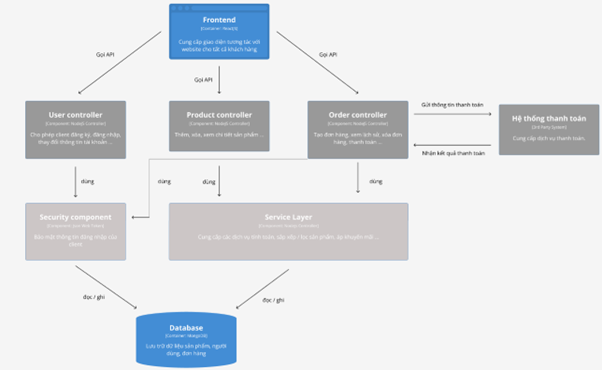 Frontend
[Container: ReactJS]
Cung cấp giao diện tương tác với
website cho tất cả khách hàng
Gọi API
Gọi API
Gọi API
User controller
[Component: NodeJS Controller]
Cho phép client đăng ký, đăng nhập,
thay đổi thông tin tài khoản ...
Product controller
[Component: NodeJS Controller]
Thêm, xóa, xem chi tiết sản phẩm ...
Order controller
[Component: NodeJS controller]
Tạo đơn hàng, xem lịch sử, xóa đơn
hàng, thanh toán ...
Gửi thông tin thanh toán
Nhận kết quả thanh toán
Hệ thống thanh toán
[3rd Party System]
Cung cấp dịch vụ thanh toán.
dùng
dùng
dùng
dùng
Security component
[Component: Json Web Token]
Bảo mật thông tin đăng nhập của
client
Service Layer
Cung cấp các dịch vụ tính toán, sắp xếp / lọc sản phẩm, áp khuyến mãi ...
đọc / ghi
đọc / ghi
Database
[Container: MongoDB]
Lưu trữ dữ liệu sản phẩm, người
dùng, đơn hàng